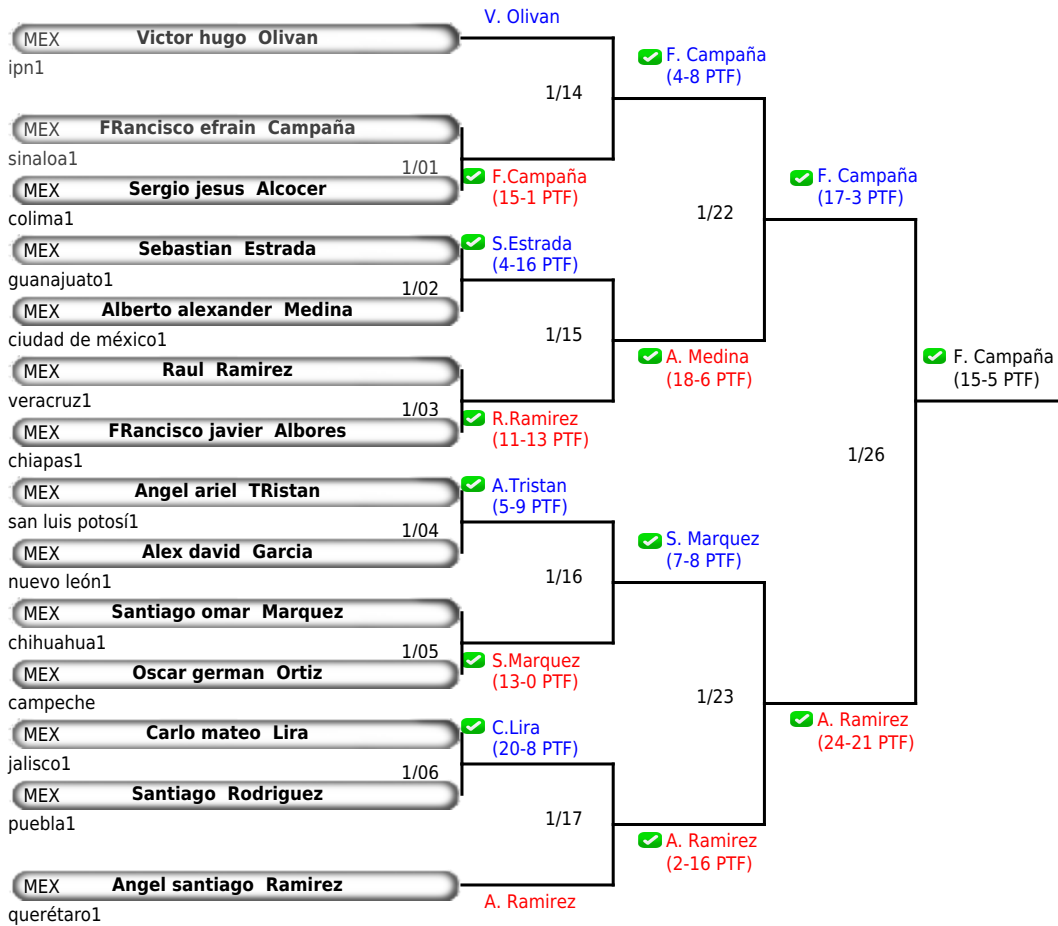 V. Olivan
MEX Victor hugo Olivan
ipn1
F. Campaña
(4-8 PTF)
1/14
MEX FRancisco efrain Campaña
sinaloa1
1/01
F.Campaña
(15-1 PTF)
MEX Sergio jesus Alcocer
colima1
F. Campaña
(17-3 PTF)
1/22
MEX Sebastian Estrada
guanajuato1
S.Estrada
(4-16 PTF)
1/02
MEX Alberto alexander Medina
ciudad de méxico1
1/15
A. Medina
(18-6 PTF)
F. Campaña
(15-5 PTF)
MEX Raul Ramirez
veracruz1
1/03
R.Ramirez
(11-13 PTF)
MEX FRancisco javier Albores
chiapas1
1/26
MEX Angel ariel TRistan
san luis potosí1
A.Tristan
(5-9 PTF)
1/04
MEX Alex david Garcia
nuevo león1
S. Marquez
(7-8 PTF)
1/16
MEX Santiago omar Marquez
chihuahua1
1/05
S.Marquez
(13-0 PTF)
MEX Oscar german Ortiz
campeche
1/23
A. Ramirez
(24-21 PTF)
MEX Carlo mateo Lira
jalisco1
C.Lira
(20-8 PTF)
1/06
MEX Santiago Rodriguez
puebla1
1/17
A. Ramirez
(2-16 PTF)
MEX Angel santiago Ramirez
querétaro1
A. Ramirez